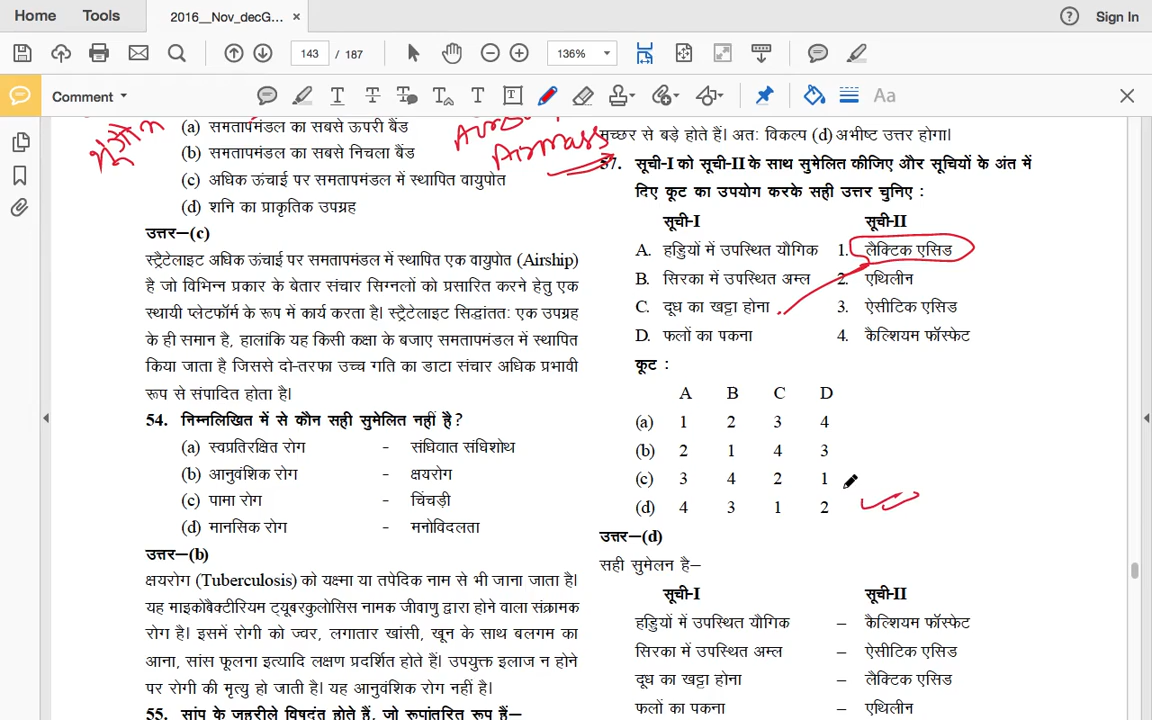 Home Tools 2016__Nov_decG... × Sign In
143 / 187 136%
Comment
(a) समतापमंडल का सबसे ऊपरी बैंड
(b) समतापमंडल का सबसे निचला बैंड
(c) अधिक ऊंचाई पर समतापमंडल में स्थापित वायुपोत
(d) शनि का प्राकृतिक उपग्रह
उत्तर–(c)
स्ट्रैटेलाइट अधिक ऊंचाई पर समतापमंडल में स्थापित एक वायुपोत (Airship)
है जो विभिन्न प्रकार के बेतार संचार सिग्नलों को प्रसारित करने हेतु एक
स्थायी प्लेटफॉर्म के रूप में कार्य करता है। स्ट्रैटेलाइट सिद्धांततः एक उपग्रह
के ही समान है, हालांकि यह किसी कक्षा के बजाए समतापमंडल में स्थापित
किया जाता है जिससे दो-तरफा उच्च गति का डाटा संचार अधिक प्रभावी
रूप से संपादित होता है।
54. निम्नलिखित में से कौन सही सुमेलित नहीं है?
(a) स्वप्रतिरक्षित रोग - संधिवात संधिशोथ
(b) आनुवंशिक रोग - क्षयरोग
(c) पामा रोग - चिंचड़ी
(d) मानसिक रोग - मनोविदलता
उत्तर–(b)
क्षयरोग (Tuberculosis) को यक्ष्मा या तपेदिक नाम से भी जाना जाता है।
यह माइकोबैक्टीरियम ट्यूबरकुलोसिस नामक जीवाणु द्वारा होने वाला संक्रामक
रोग है। इसमें रोगी को ज्वर, लगातार खांसी, खून के साथ बलगम का
आना, सांस फूलना इत्यादि लक्षण प्रदर्शित होते हैं। उपयुक्त इलाज न होने
पर रोगी की मृत्यु हो जाती है। यह आनुवंशिक रोग नहीं है।
55. सांप के जहरीले विषदंत होते हैं, जो रूपांतरित रूप हैं–
Airmass
मच्छर से बड़े होते हैं। अतः विकल्प (d) अभीष्ट उत्तर होगा।
57. सूची-I को सूची-II के साथ सुमेलित कीजिए और सूचियों के अंत में
दिए कूट का उपयोग करके सही उत्तर चुनिए :
सूची-I सूची-II
A. हड्डियों में उपस्थित यौगिक 1. लैक्टिक एसिड
B. सिरका में उपस्थित अम्ल 2. एथिलीन
C. दूध का खट्टा होना 3. ऐसीटिक एसिड
D. फलों का पकना 4. कैल्शियम फॉस्फेट
कूट :
A B C D
(a) 1 2 3 4
(b) 2 1 4 3
(c) 3 4 2 1
(d) 4 3 1 2
उत्तर–(d)
सही सुमेलन है–
सूची-I सूची-II
हड्डियों में उपस्थित यौगिक – कैल्शियम फॉस्फेट
सिरका में उपस्थित अम्ल – ऐसीटिक एसिड
दूध का खट्टा होना – लैक्टिक एसिड
फलों का पकना – एथिलीन